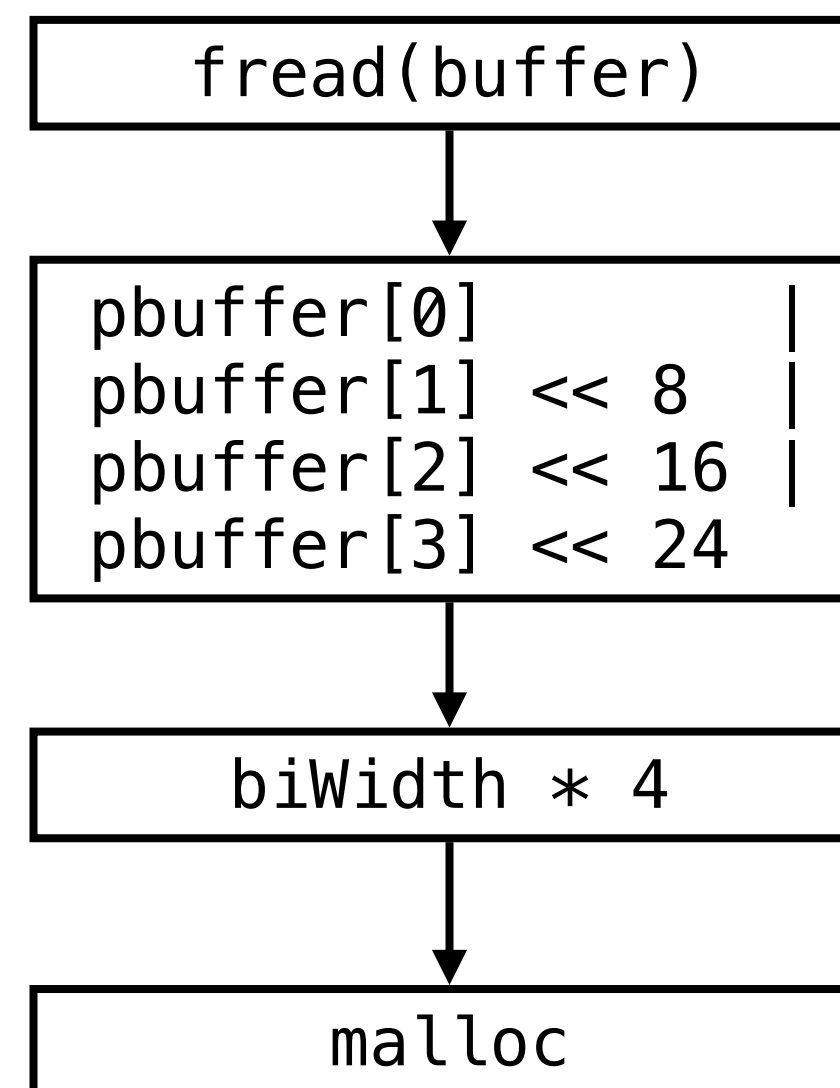 fread(buffer)
pbuffer[0]       |
pbuffer[1] << 8  |
pbuffer[2] << 16 |
pbuffer[3] << 24
biWidth * 4
malloc